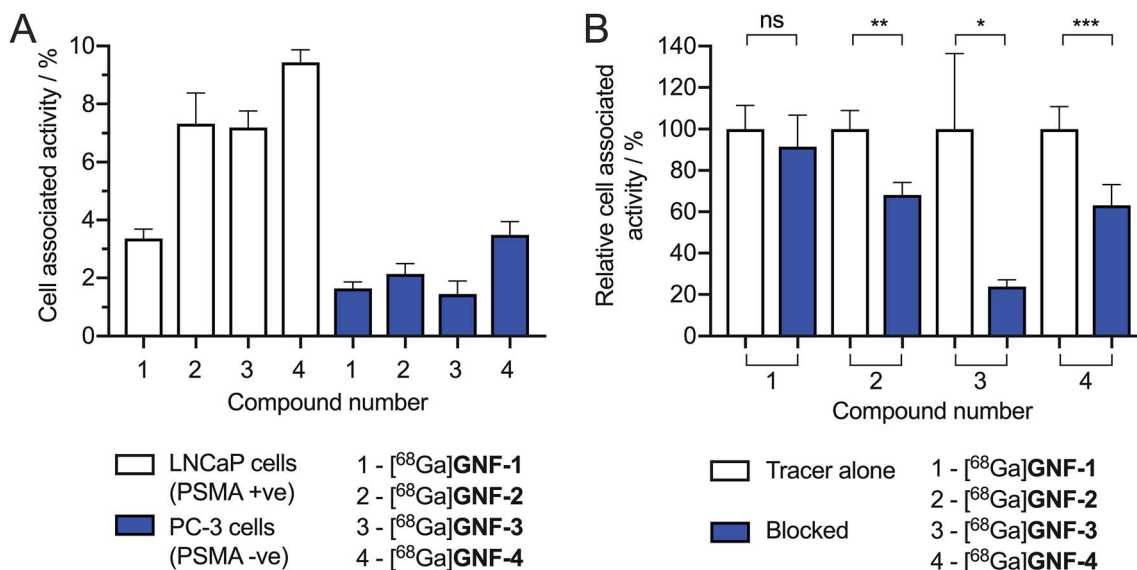 A
Cell associated activity / %
10
8
6
4
2
0
1 2 3 4 1 2 3 4
Compound number
LNCaP cells
(PSMA +ve)
PC-3 cells
(PSMA -ve)
1 - [⁶⁸Ga]GNF-1
2 - [⁶⁸Ga]GNF-2
3 - [⁶⁸Ga]GNF-3
4 - [⁶⁸Ga]GNF-4
B
ns ** * ***
Relative cell associated
activity / %
140
120
100
80
60
40
20
0
1 2 3 4
Compound number
Tracer alone
Blocked
1 - [⁶⁸Ga]GNF-1
2 - [⁶⁸Ga]GNF-2
3 - [⁶⁸Ga]GNF-3
4 - [⁶⁸Ga]GNF-4